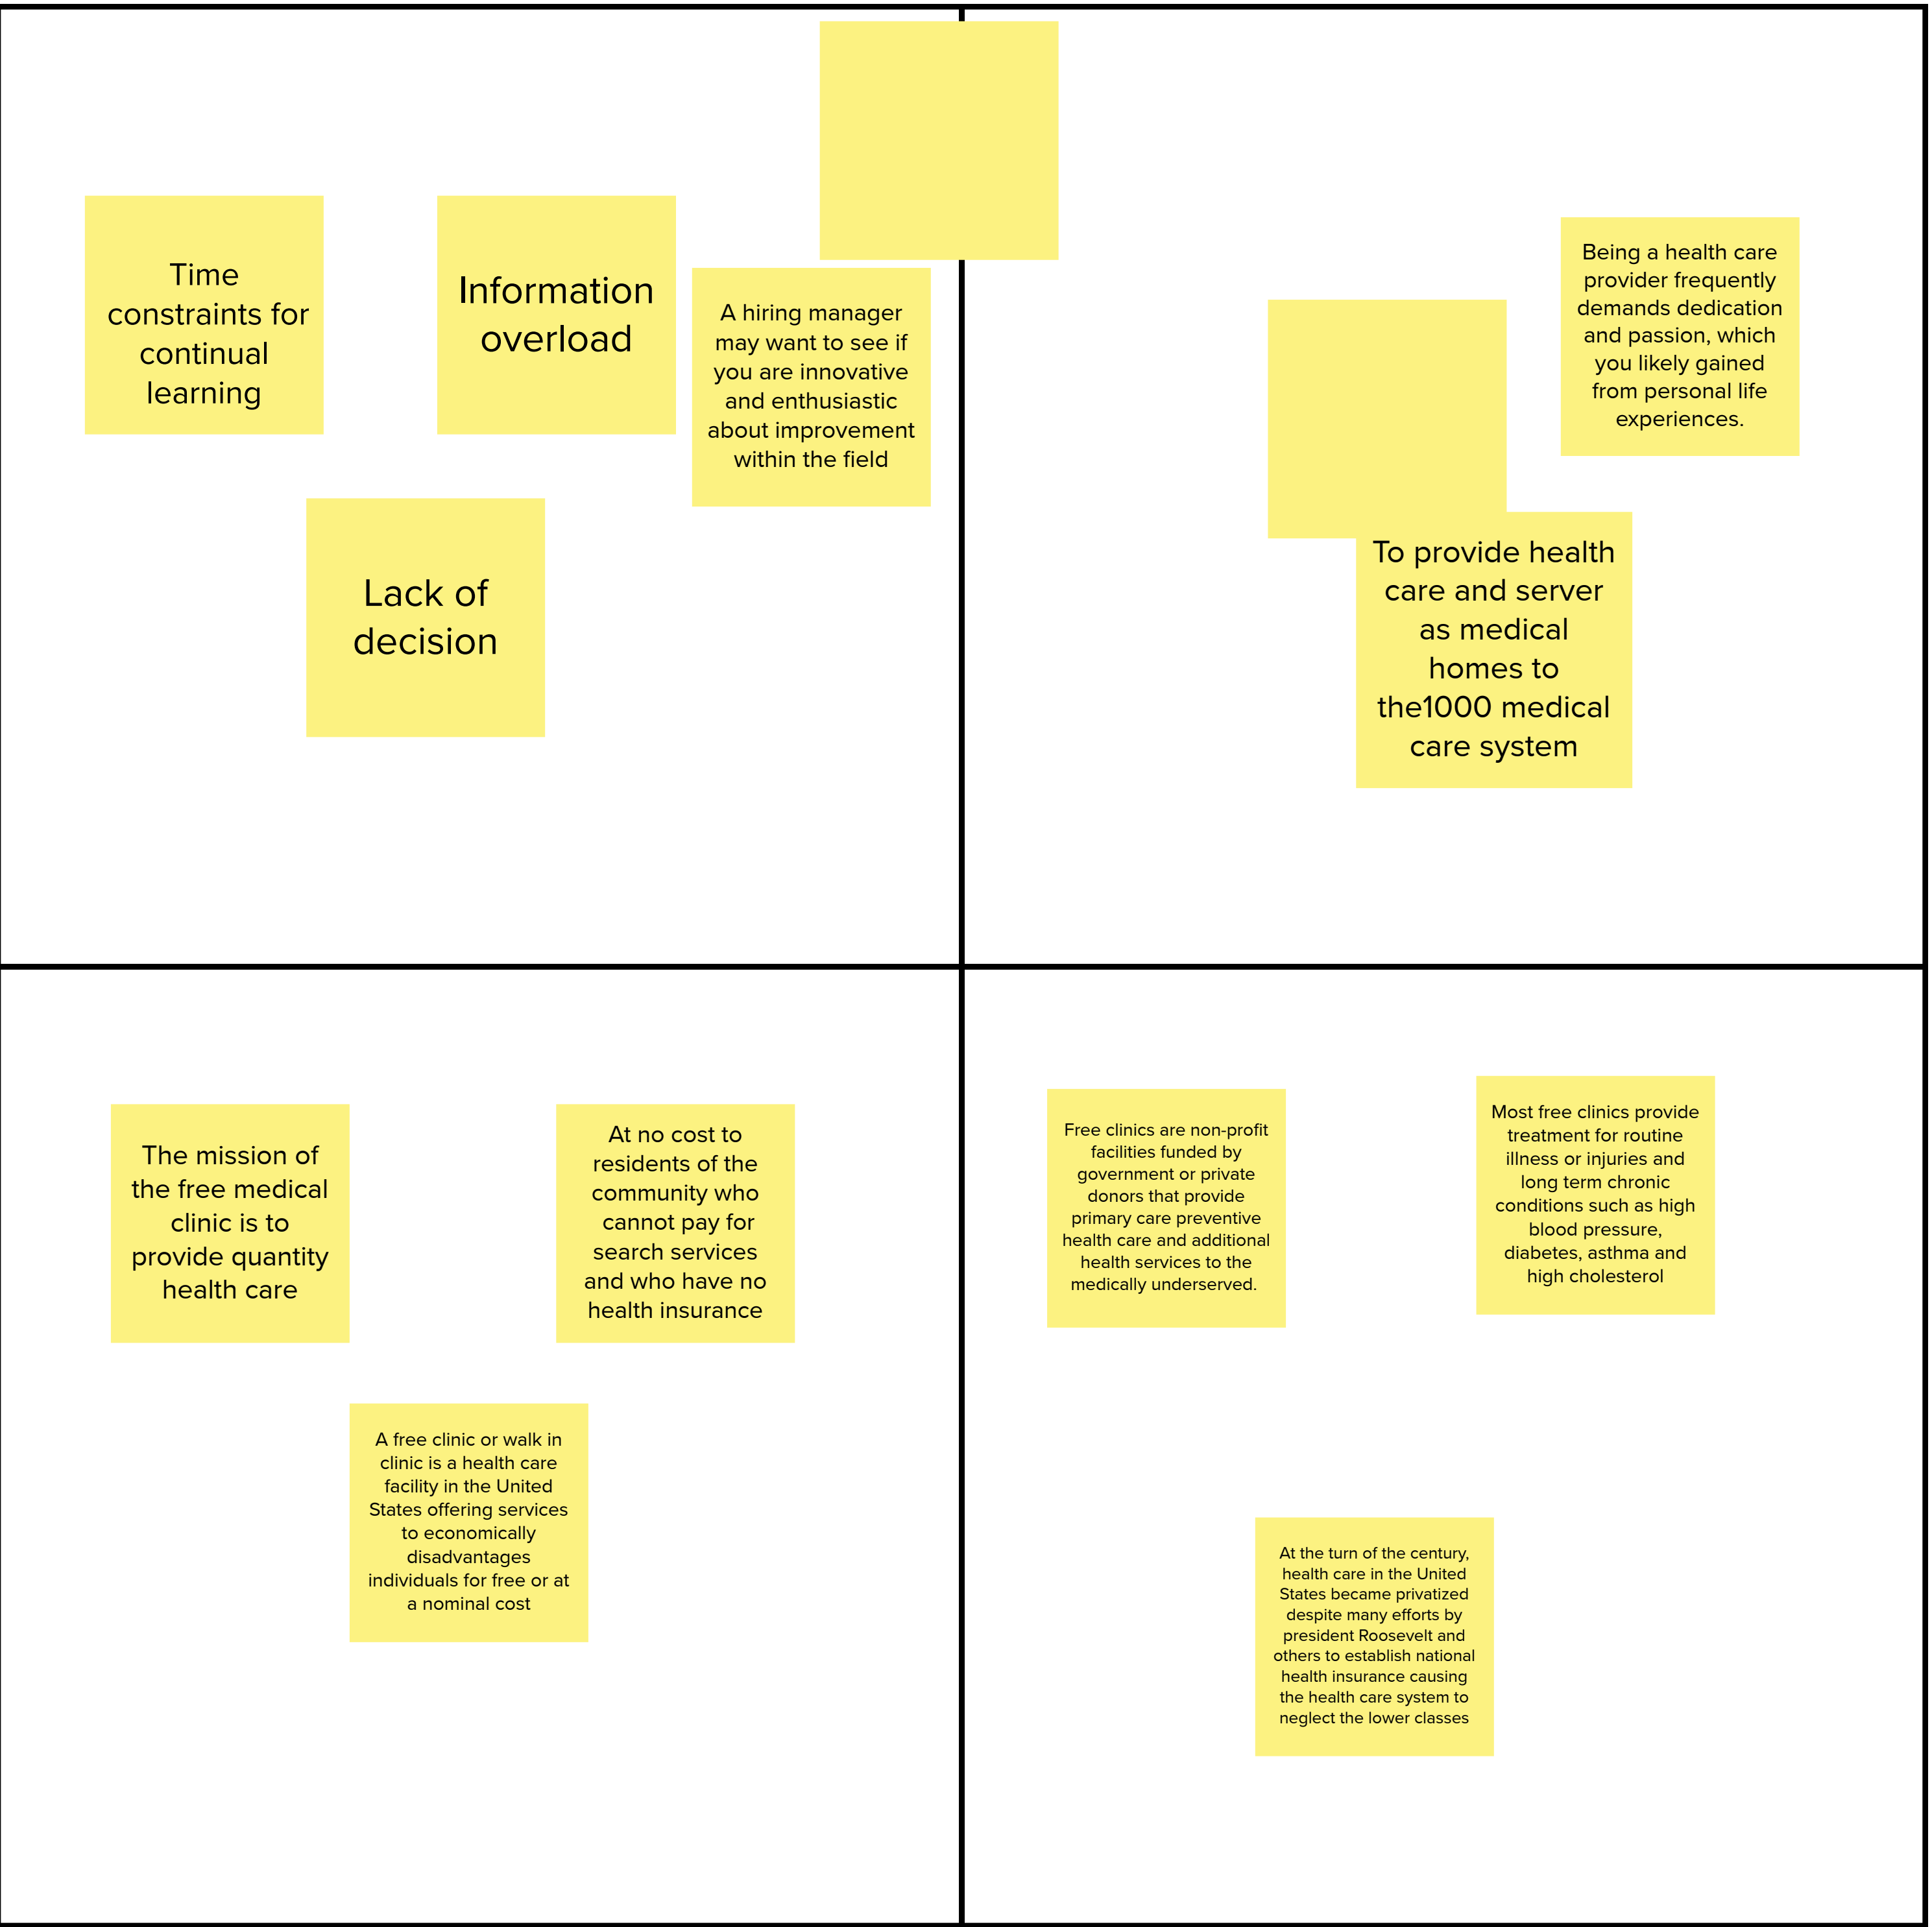 Time
constraints for
continual
learning
Information
overload
A hiring manager
may want to see if
you are innovative
and enthusiastic
about improvement
within the field
Lack of
decision
Being a health care
provider frequently
demands dedication
and passion, which
you likely gained
from personal life
experiences.
To provide health
care and server
as medical
homes to
the1000 medical
care system
The mission of
the free medical
clinic is to
provide quantity
health care
At no cost to
residents of the
community who
cannot pay for
search services
and who have no
health insurance
A free clinic or walk in
clinic is a health care
facility in the United
States offering services
to economically
disadvantages
individuals for free or at
a nominal cost
Free clinics are non-profit
facilities funded by
government or private
donors that provide
primary care preventive
health care and additional
health services to the
medically underserved.
Most free clinics provide
treatment for routine
illness or injuries and
long term chronic
conditions such as high
blood pressure,
diabetes, asthma and
high cholesterol
At the turn of the century,
health care in the United
States became privatized
despite many efforts by
president Roosevelt and
others to establish national
health insurance causing
the health care system to
neglect the lower classes